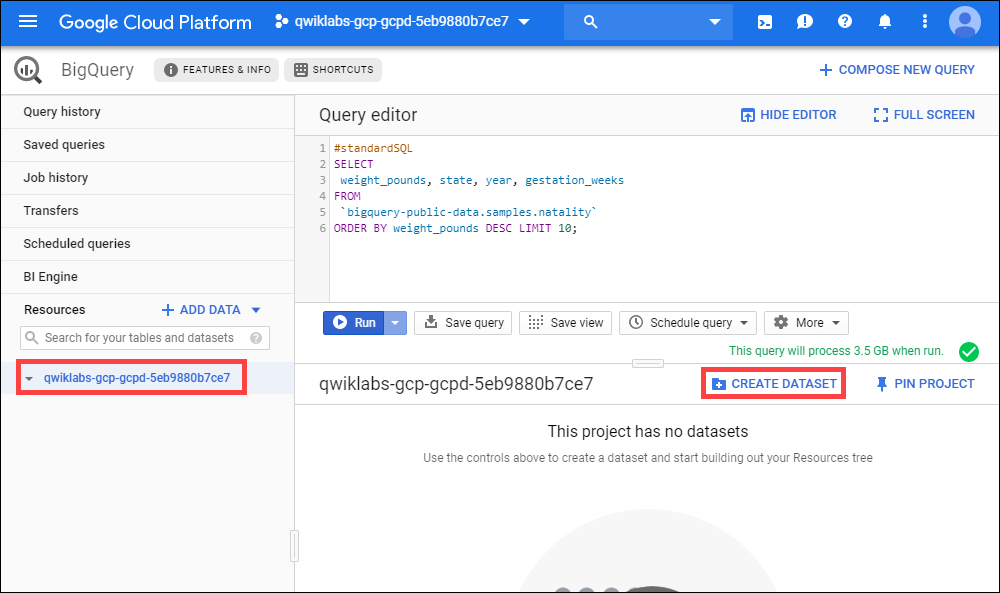 Google Cloud Platform qwiklabs-gcp-gcpd-5eb9880b7ce7
BigQuery FEATURES & INFO SHORTCUTS COMPOSE NEW QUERY
Query history
Saved queries
Job history
Transfers
Scheduled queries
BI Engine
Resources ADD DATA
Search for your tables and datasets
qwiklabs-gcp-gcpd-5eb9880b7ce7
Query editor HIDE EDITOR FULL SCREEN
1 #standardSQL
2 SELECT
3 weight_pounds, state, year, gestation_weeks
4 FROM
5 `bigquery-public-data.samples.natality`
6 ORDER BY weight_pounds DESC LIMIT 10;
Run Save query Save view Schedule query More
This query will process 3.5 GB when run.
qwiklabs-gcp-gcpd-5eb9880b7ce7 CREATE DATASET PIN PROJECT
This project has no datasets
Use the controls above to create a dataset and start building out your Resources tree